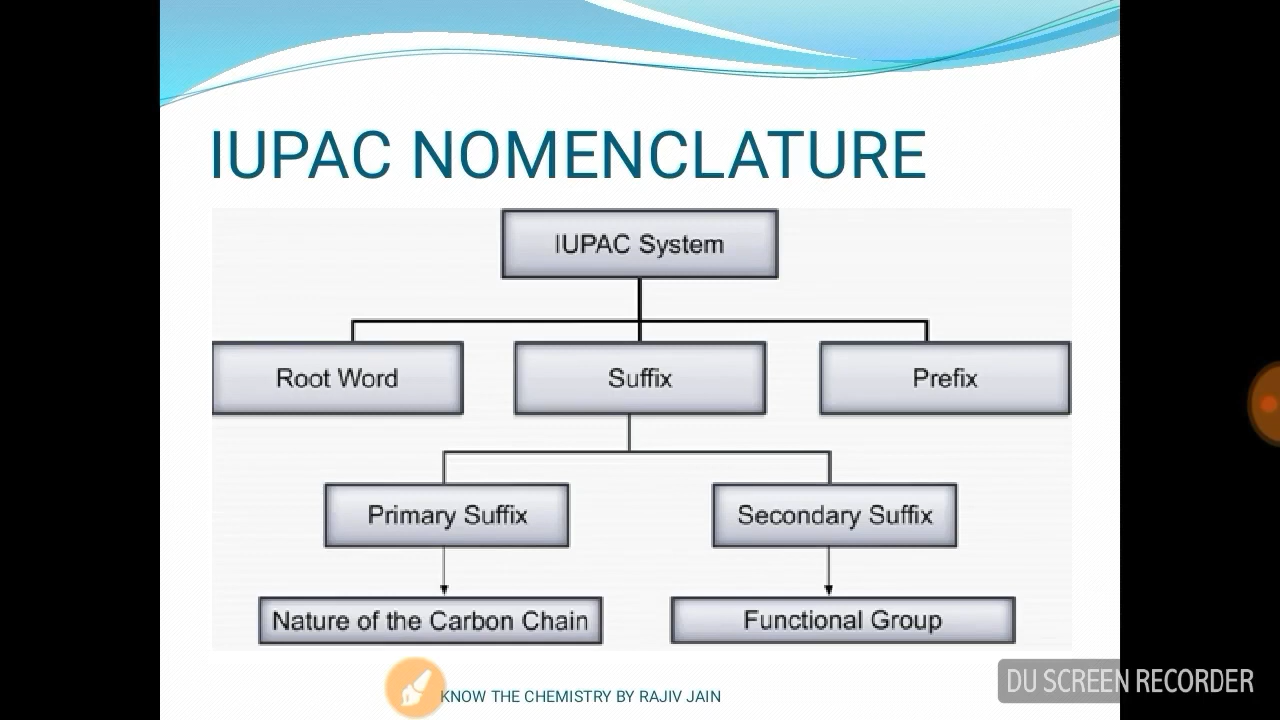 IUPAC NOMENCLATURE
IUPAC System
Root Word
Suffix
Prefix
Primary Suffix
Secondary Suffix
Nature of the Carbon Chain
Functional Group
KNOW THE CHEMISTRY BY RAJIV JAIN
DU SCREEN RECORDER